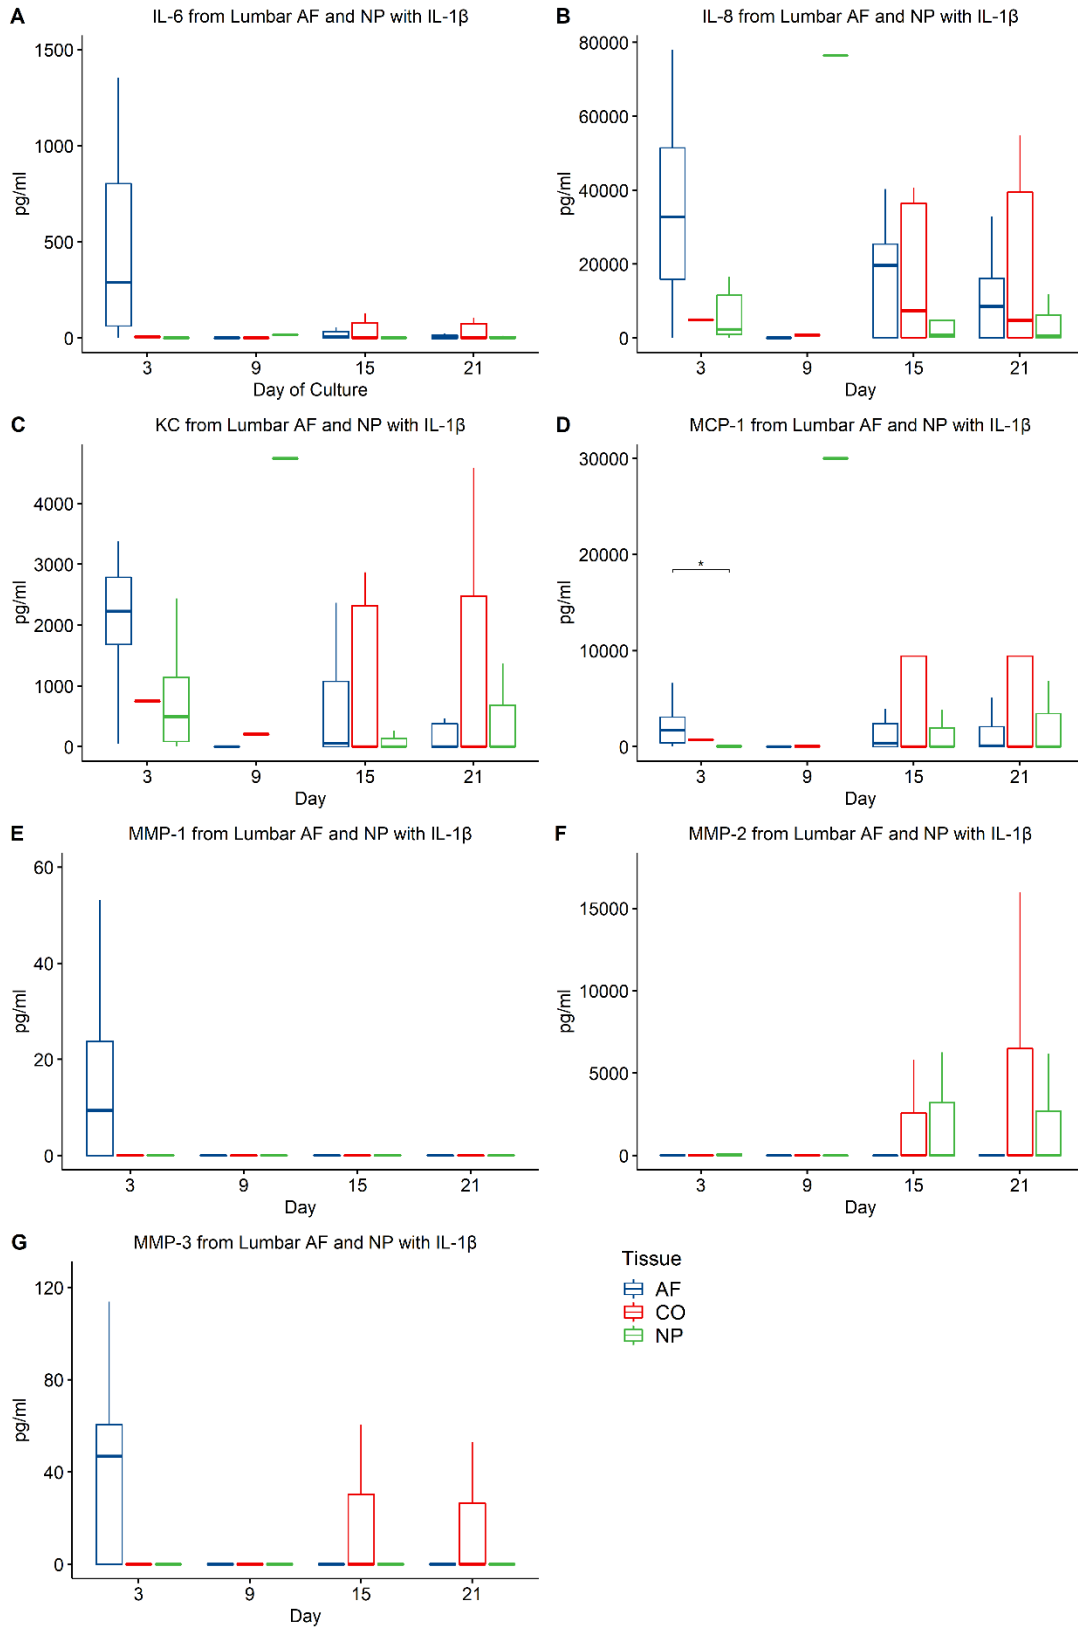 A IL-6 from Lumbar AF and NP with IL-1β
1500
1000
500
0
pg/ml
3 9 15 21
Day of Culture
B IL-8 from Lumbar AF and NP with IL-1β
80000
60000
40000
20000
0
pg/ml
3 9 15 21
Day
C KC from Lumbar AF and NP with IL-1β
4000
3000
2000
1000
0
pg/ml
3 9 15 21
Day
D MCP-1 from Lumbar AF and NP with IL-1β
30000
20000
10000
0
pg/ml
*
3 9 15 21
Day
E MMP-1 from Lumbar AF and NP with IL-1β
60
40
20
0
pg/ml
3 9 15 21
Day
F MMP-2 from Lumbar AF and NP with IL-1β
15000
10000
5000
0
pg/ml
3 9 15 21
Day
G MMP-3 from Lumbar AF and NP with IL-1β
120
80
40
0
pg/ml
3 9 15 21
Day
Tissue
AF
CO
NP